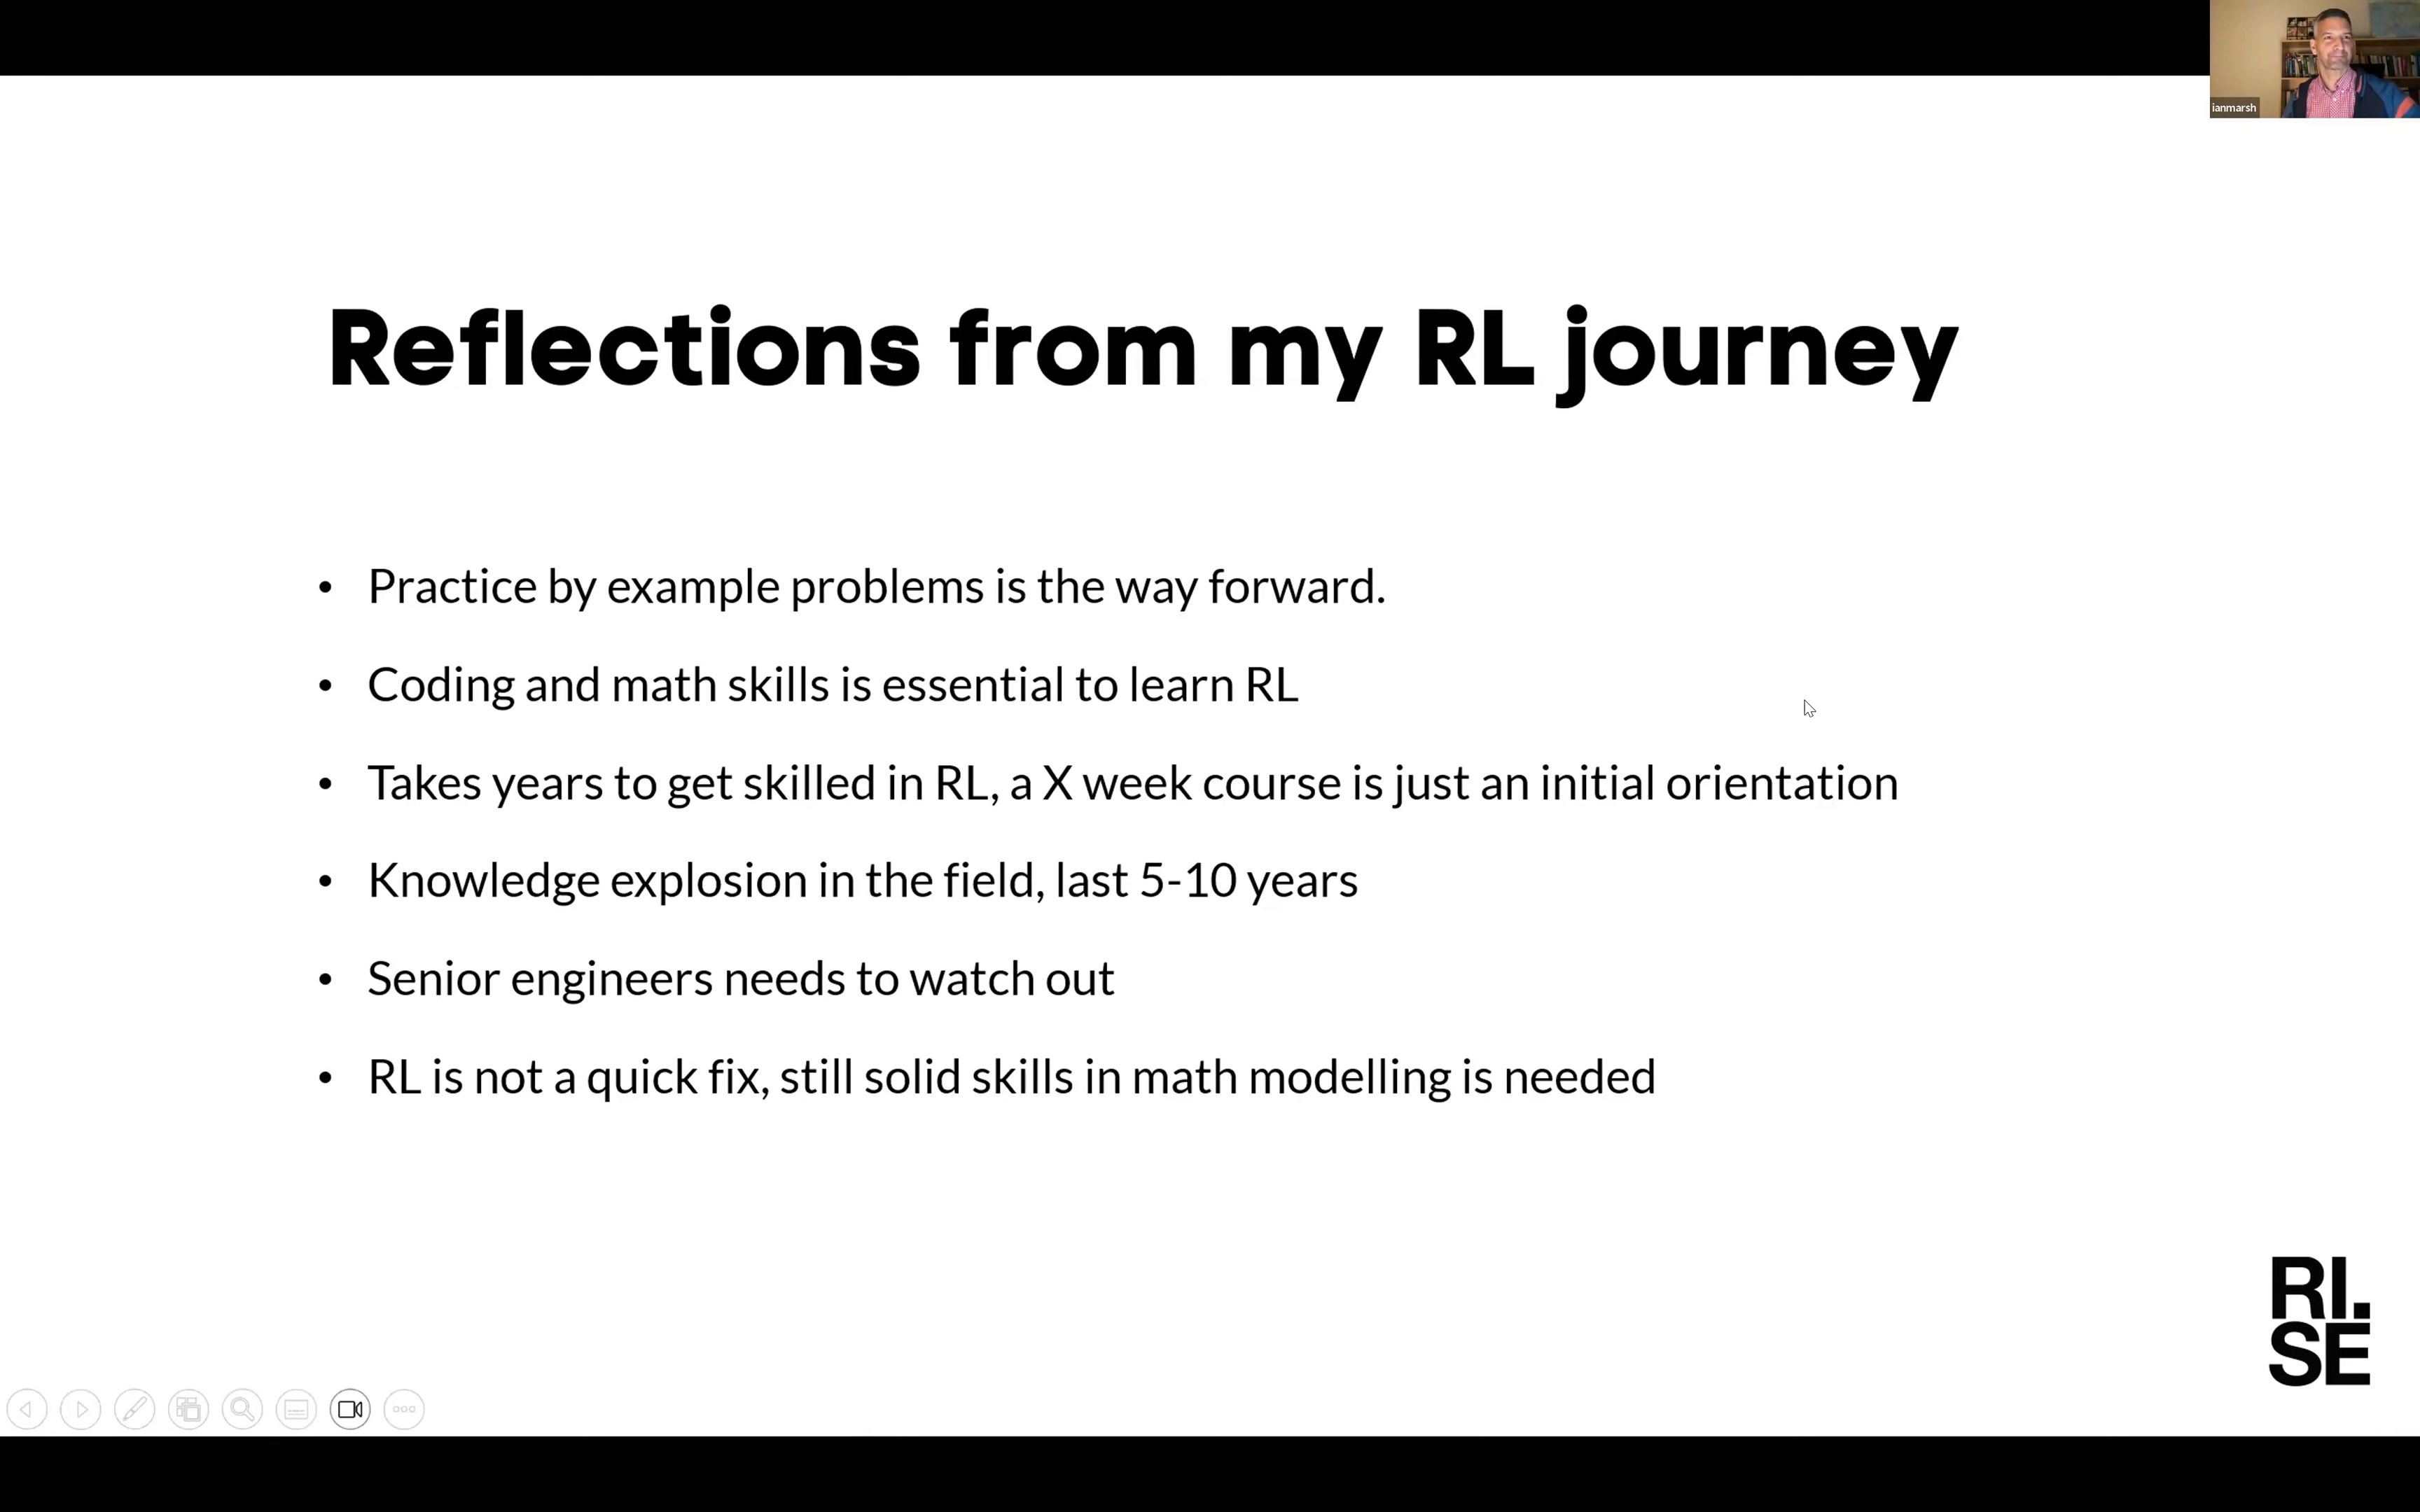 ianmarsh
Reflections from my RL journey
• Practice by example problems is the way forward.
• Coding and math skills is essential to learn RL
• Takes years to get skilled in RL, a X week course is just an initial orientation
• Knowledge explosion in the field, last 5-10 years
• Senior engineers needs to watch out
• RL is not a quick fix, still solid skills in math modelling is needed
RI.
SE